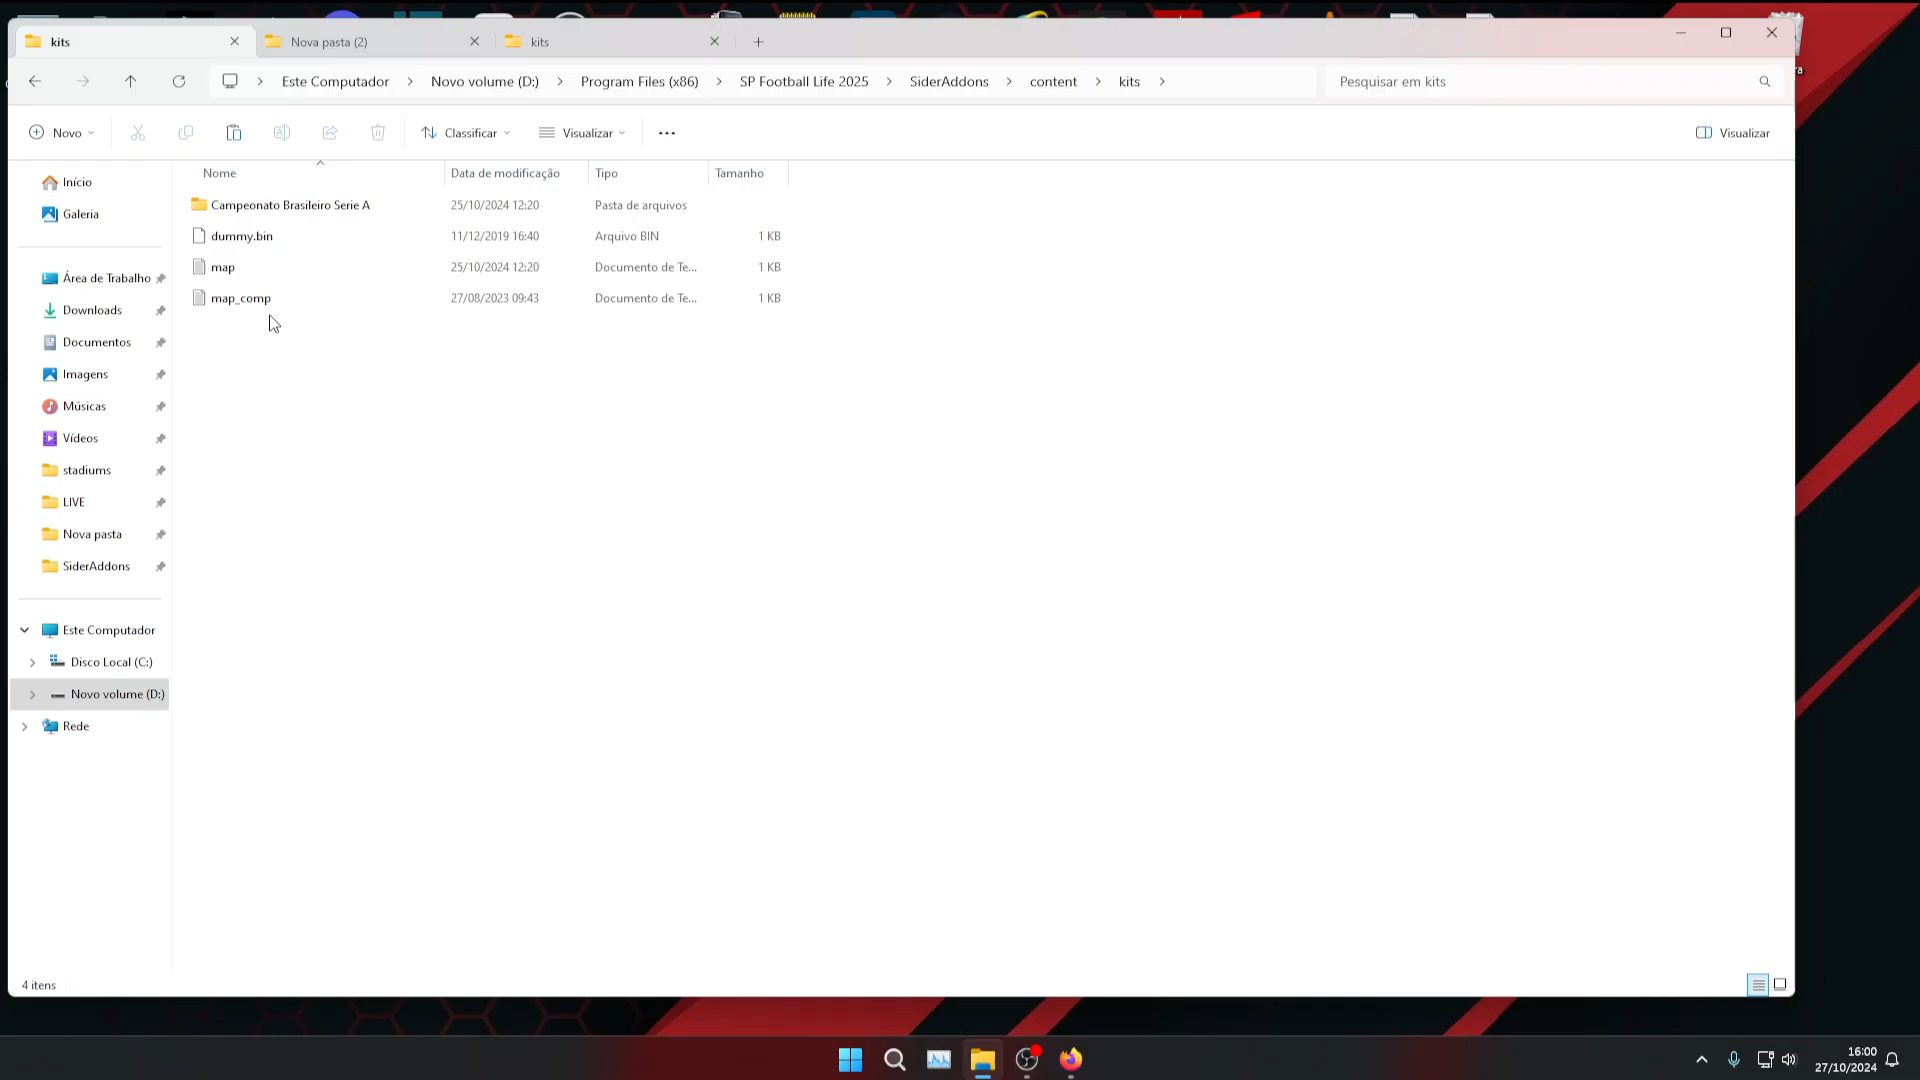 kits
Nova pasta (2)
kits
Este Computador
Novo volume (D:)
Program Files (x86)
SP Football Life 2025
SiderAddons
content
kits
Pesquisar em kits
Novo
Classificar
Visualizar
Visualizar
Nome
Data de modificação
Tipo
Tamanho
Campeonato Brasileiro Serie A
25/10/2024 12:20
Pasta de arquivos
dummy.bin
11/12/2019 16:40
Arquivo BIN
1 KB
map
25/10/2024 12:20
Documento de Te...
1 KB
map_comp
27/08/2023 09:43
Documento de Te...
1 KB
Início
Galeria
Área de Trabalho
Downloads
Documentos
Imagens
Músicas
Vídeos
stadiums
LIVE
Nova pasta
SiderAddons
Este Computador
Disco Local (C:)
Novo volume (D:)
Rede
4 itens
16:00
27/10/2024